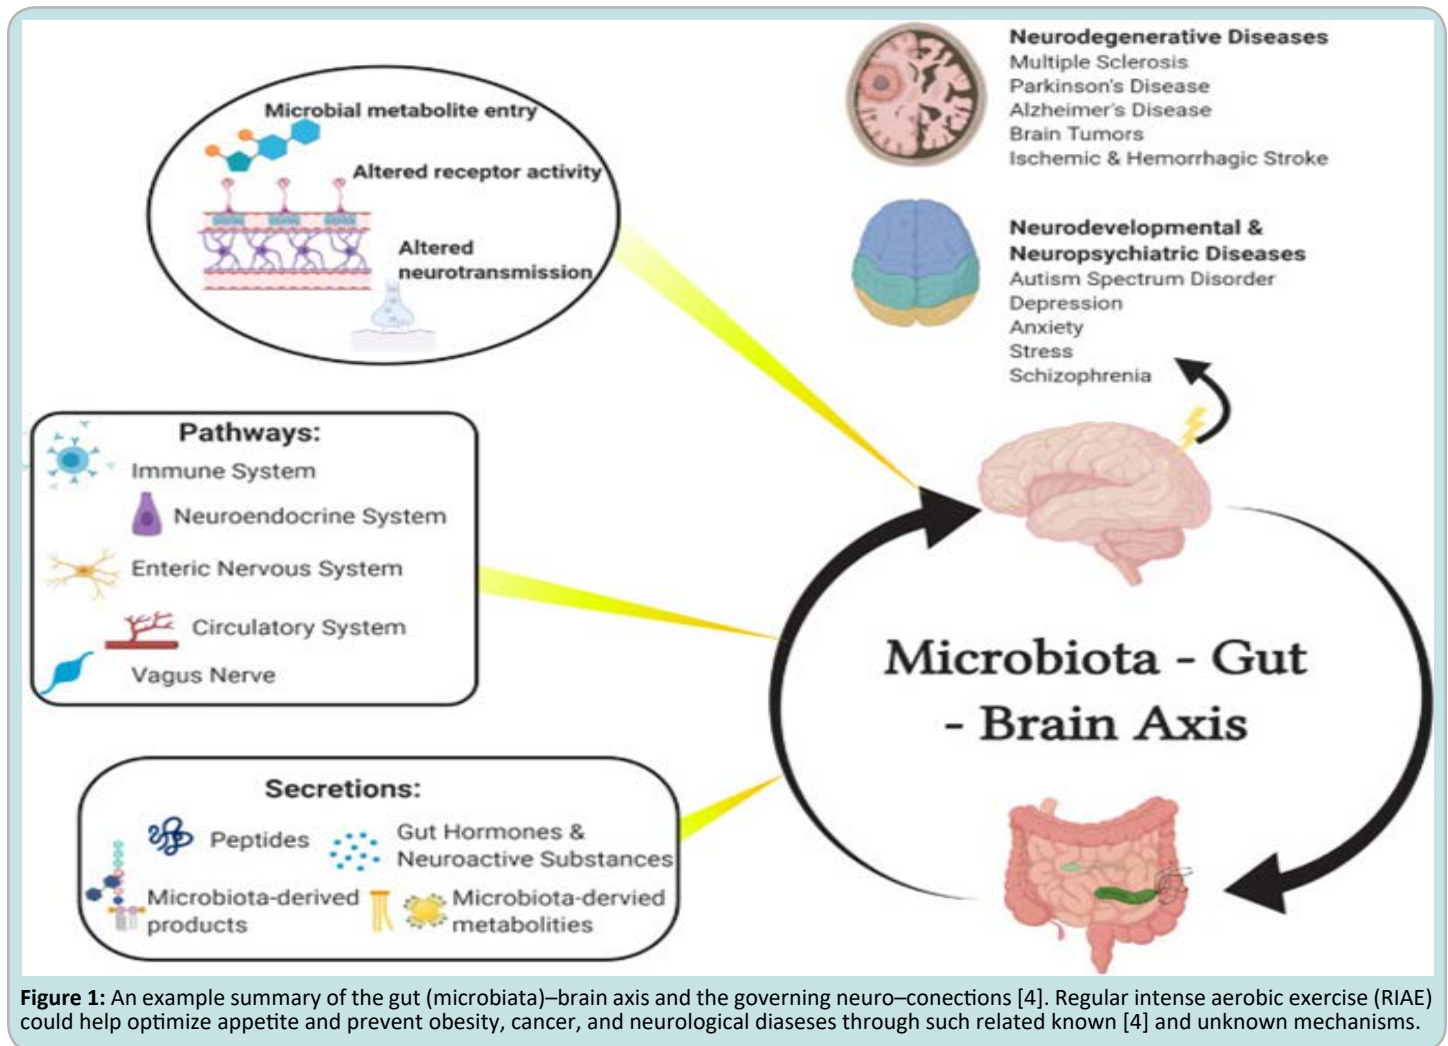 Microbial metabolite entry
Altered receptor activity
Altered
neurotransmission
Pathways:
Immune System
Neuroendocrine System
Enteric Nervous System
Circulatory System
Vagus Nerve
Secretions:
Peptides
Gut Hormones &
Neuroactive Substances
Microbiota-derived
products
Microbiota-dervied
metabolities
Neurodegenerative Diseases
Multiple Sclerosis
Parkinson's Disease
Alzheimer's Disease
Brain Tumors
Ischemic & Hemorrhagic Stroke
Neurodevelopmental &
Neuropsychiatric Diseases
Autism Spectrum Disorder
Depression
Anxiety
Stress
Schizophrenia
Microbiota - Gut
- Brain Axis
Figure 1: An example summary of the gut (microbiata)–brain axis and the governing neuro–conections [4]. Regular intense aerobic exercise (RIAE)
could help optimize appetite and prevent obesity, cancer, and neurological diaseses through such related known [4] and unknown mechanisms.